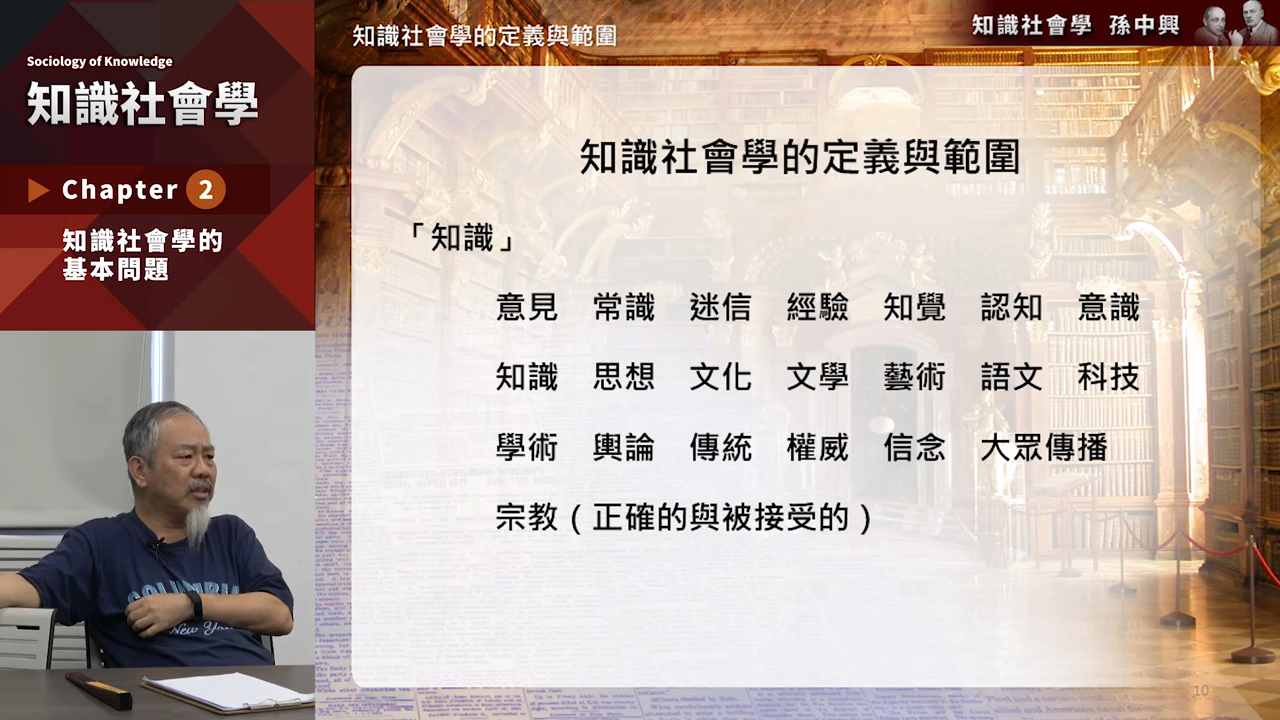 Sociology of Knowledge
知識社會學
Chapter 2
知識社會學的
基本問題
知識社會學的定義與範圍
知識社會學 孫中興
知識社會學的定義與範圍
「知識」
意見 常識 迷信 經驗 知覺 認知 意識
知識 思想 文化 文學 藝術 語文 科技
學術 輿論 傳統 權威 信念 大眾傳播
宗教（正確的與被接受的）
COLUMBIA
New York
10